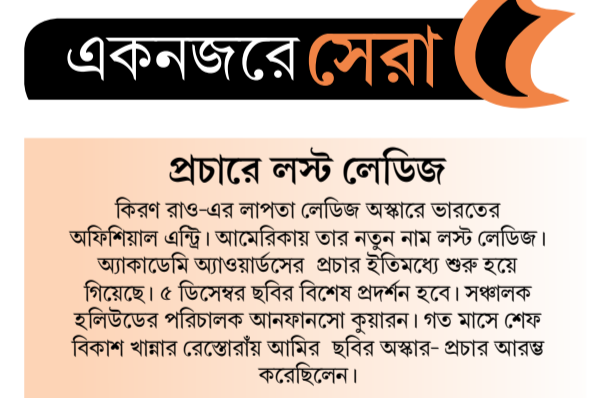 একনজরে সেরা ৫
প্রচারে লস্ট লেডিজ
কিরণ রাও-এর লাপতা লেডিজ অস্কারে ভারতের
অফিশিয়াল এন্ট্রি। আমেরিকায় তার নতুন নাম লস্ট লেডিজ।
অ্যাকাডেমি অ্যাওয়ার্ডসের প্রচার ইতিমধ্যে শুরু হয়ে
গিয়েছে। ৫ ডিসেম্বর ছবির বিশেষ প্রদর্শন হবে। সঞ্চালক
হলিউডের পরিচালক আনফানসো কুয়ারন। গত মাসে শেফ
বিকাশ খান্নার রেস্তোরাঁয় আমির ছবির অস্কার- প্রচার আরম্ভ
করেছিলেন।